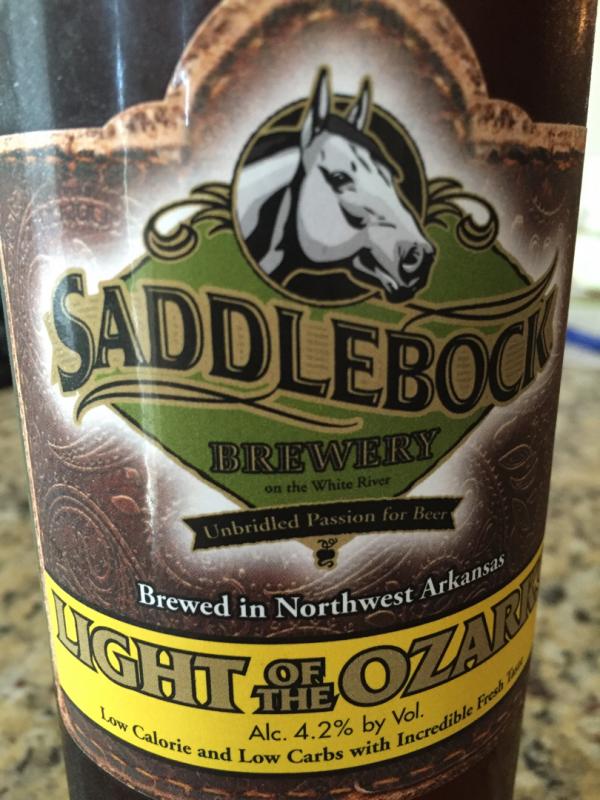 SADDLEBOCK
BREWERY
on the White River
Unbridled Passion for Beer
Brewed in Northwest Arkansas
LIGHT OF THE OZARKS
Alc. 4.2% by Vol.
Low Calorie and Low Carbs with Incredible Fresh Taste